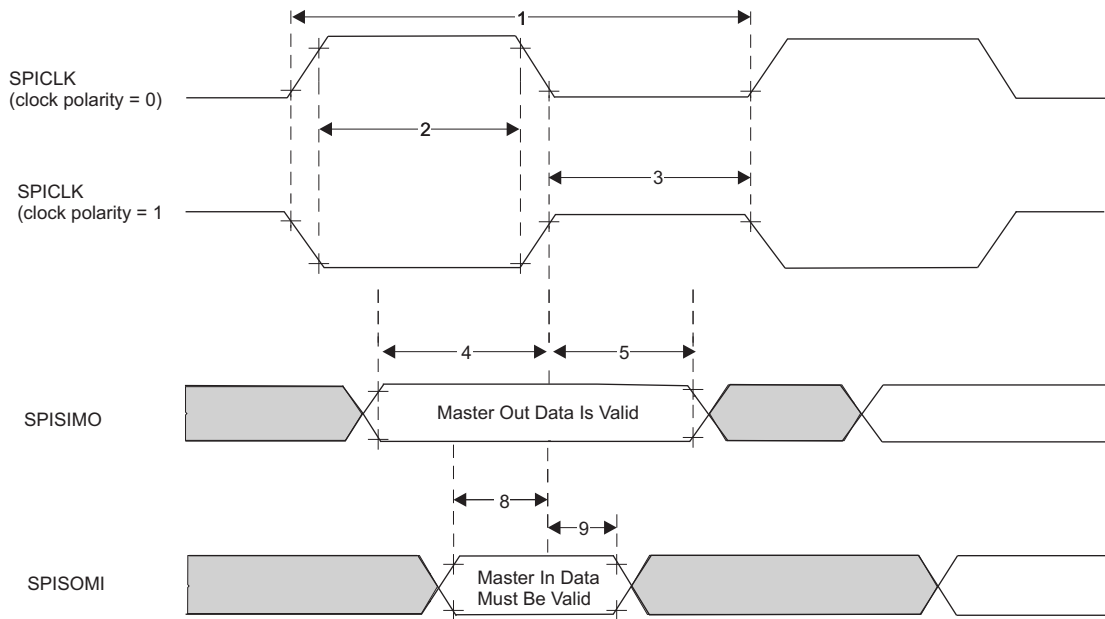 1
SPICLK
(clock polarity = 0)
2
3
SPICLK
(clock polarity = 1
4
5
SPISIMO
Master Out Data Is Valid
8
9
SPISOMI
Master In Data
Must Be Valid